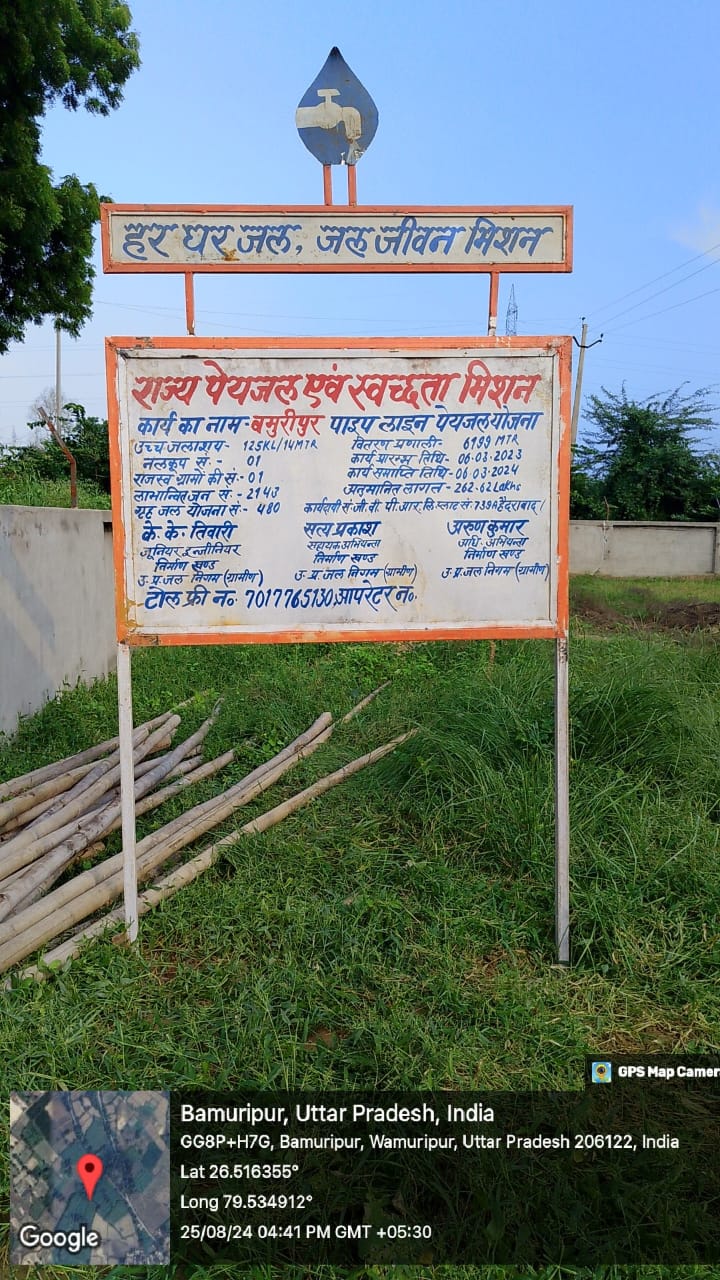 हर घर जल, जल जीवन मिशन
राज्य पेयजल एवं स्वच्छता मिशन
कार्य का नाम - बमुरीपुर पाइप लाइन पेयजल योजना
उच्च जलाशय - 125KL/14MTR वितरण प्रणाली - 6199 MTR
नलकूप सं. - 01 कार्य प्रारम्भ तिथि - 06.03.2023
राजस्व ग्रामों की सं. - 01 कार्य समाप्ति तिथि - 06.03.2024
लाभान्वित जन सं. - 2143 अनुमानित लागत - 262.62 Lakhs
गृह जल योजना सं. - 480 कार्यदायी सं. जी. वी. पी. आर. लि. प्लाट सं. हैदराबाद
के. के. तिवारी सत्य प्रकाश अरुण कुमार
जूनियर इन्जीनियर सहायक अभियन्ता अधि. अभियन्ता
निर्माण खण्ड निर्माण खण्ड निर्माण खण्ड
उ. प्र. जल निगम (ग्रामीण) उ. प्र. जल निगम (ग्रामीण) उ. प्र. जल निगम (ग्रामीण)
टोल फ्री न. 7017765130, आपरेटर न.
GPS Map Camer
Bamuripur, Uttar Pradesh, India
GG8P+H7G, Bamuripur, Wamuripur, Uttar Pradesh 206122, India
Lat 26.516355°
Long 79.534912°
25/08/24 04:41 PM GMT +05:30
Google